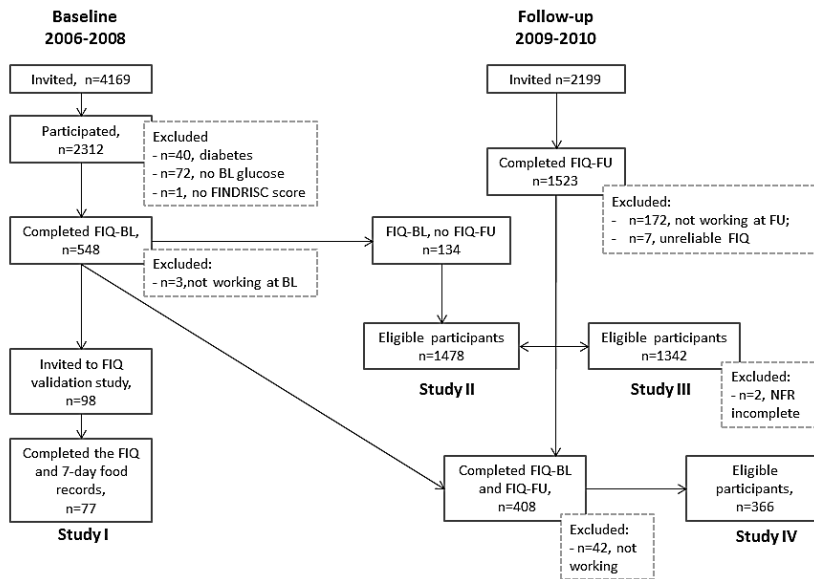 Baseline
2006-2008
Follow-up
2009-2010
Invited, n=4169
Participated,
n=2312
Excluded
- n=40, diabetes
- n=72, no BL glucose
- n=1, no FINDRISC score
Completed FIQ-BL,
n=548
Excluded:
- n=3,not working at BL
FIQ-BL, no FIQ-FU
n=134
Invited n=2199
Completed FIQ-FU
n=1523
Excluded:
- n=172, not working at FU;
- n=7, unreliable FIQ
Eligible participants
n=1478
Study II
Eligible participants
n=1342
Study III
Excluded:
- n=2, NFR
incomplete
Invited to FIQ
validation study,
n=98
Completed the FIQ
and 7-day food
records,
n=77
Study I
Completed FIQ-BL
and FIQ-FU,
n=408
Excluded:
- n=42, not
working
Eligible
participants,
n=366
Study IV